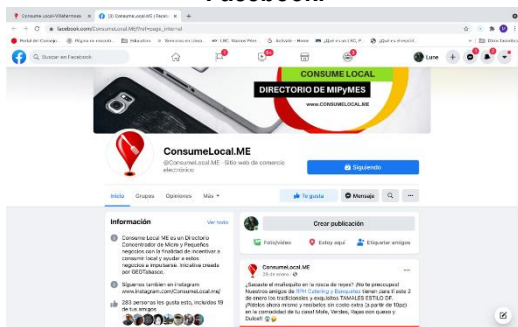 Facebook.
Consume Local-Villahermosa
(3) ConsumeLocal.ME | Facebo
facebook.com/ConsumeLocal.ME/?ref=page_internal
Buscar en Facebook
Lune
CONSUME LOCAL
DIRECTORIO DE MIPyMES
www.CONSUMELOCAL.ME
ConsumeLocal.ME
@ConsumeLocal.ME · Sitio web de comercio
electrónico
Siguiendo
Inicio Grupos Opiniones Más
Te gusta Mensaje
Información Ver todo
Consume Local ME es un Directorio
Concentrador de Micro y Pequeños
negocios con la finalidad de incentivar a
consumir local y ayudar a estos
negocios a impulsarse. Iniciativa creada
por GEDTabasco.
Síguenos también en Instagram
www.instagram.com/ConsumeLocal.me/
283 personas les gusta esto, incluidos 19
de tus amigos
Crear publicación
Foto/video Estoy aquí Etiquetar amigos
ConsumeLocal.ME
¿Sacaste el muñequito en la rosca de reyes? ¡No te preocupes!
Nuestros amigos de RPH Catering y Banquetes tienen para ti este 2
de enero los tradicionales y exquisitos TAMALES ESTILO DF.
¡Pídelos ahora mismo y recíbelos sin costo extra (a partir de 10pz)
en la comodidad de tu casa! Mole, Verdes, Rajas con queso y
Dulces!!